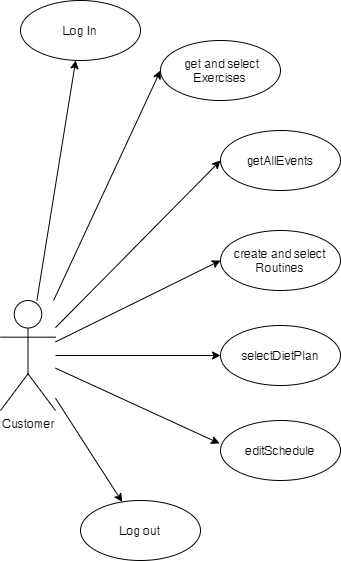 Log In
get and select
Exercises
getAllEvents
create and select
Routines
selectDietPlan
Customer
editSchedule
Log out